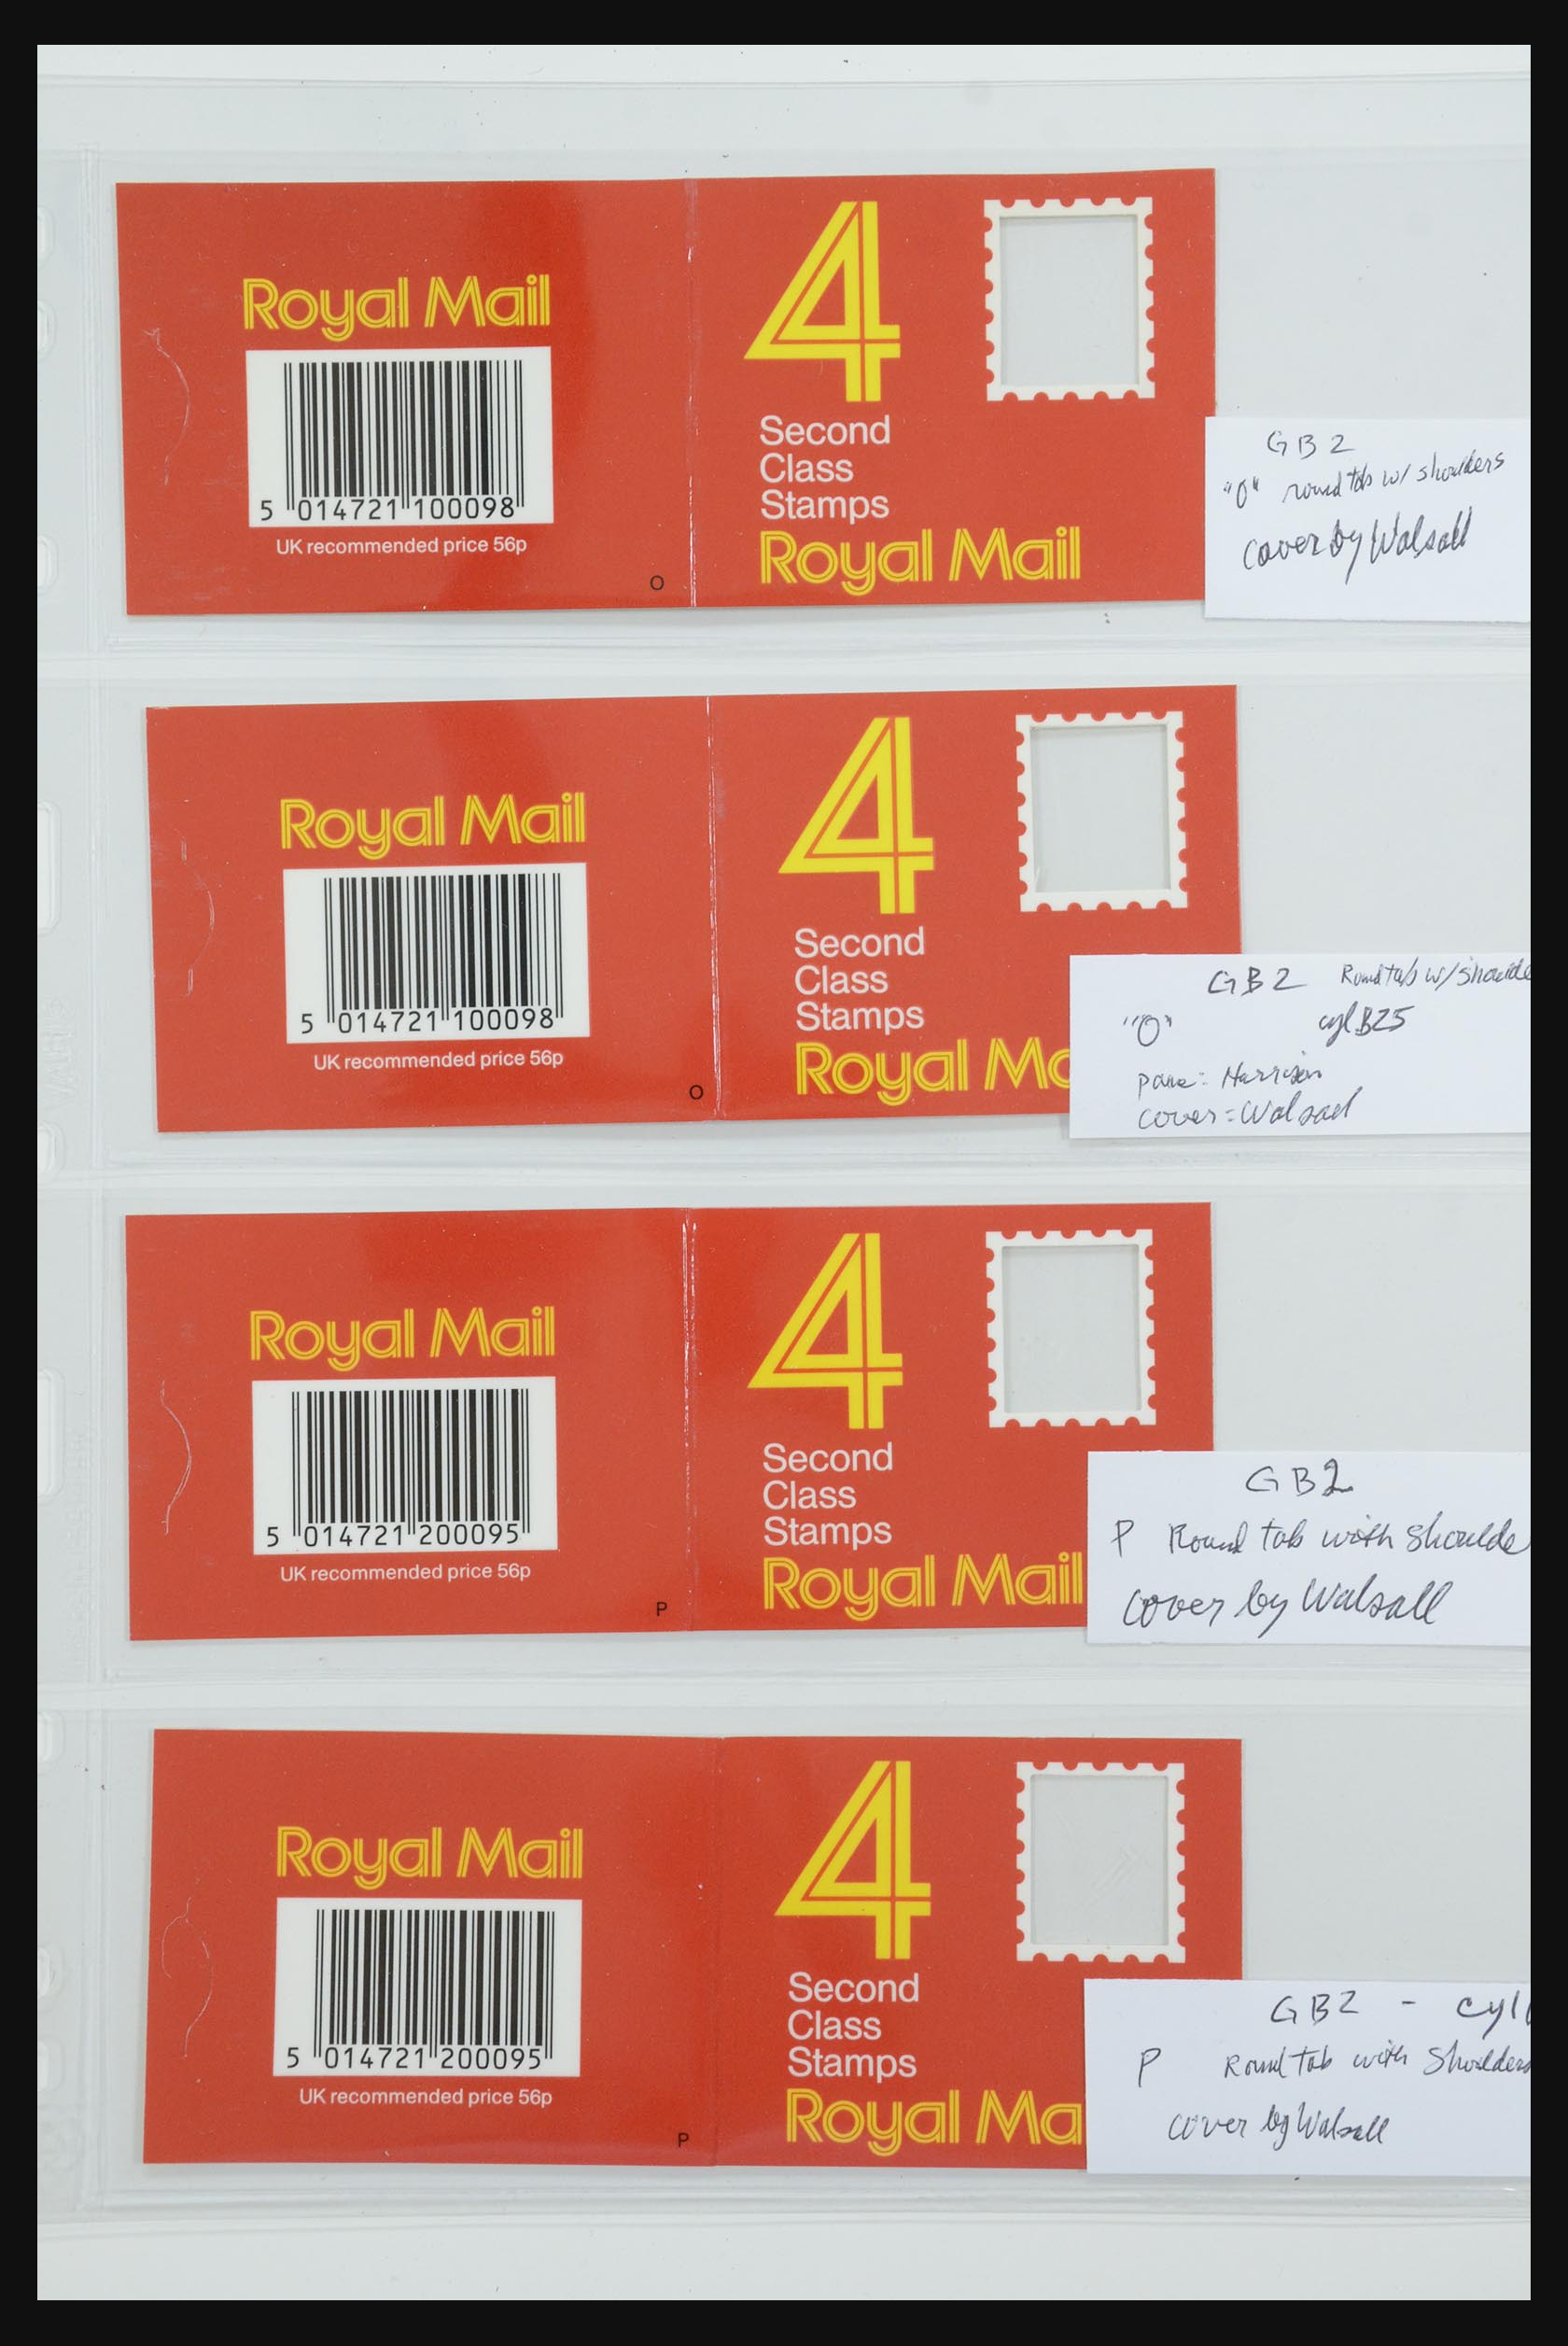 Royal Mail
5 014721 100098
UK recommended price 56p
O
4
Second
Class
Stamps
Royal Mail
GB2
"O" round tab w/ shoulders
cover by Walsall
Royal Mail
5 014721 100098
UK recommended price 56p
O
4
Second
Class
Stamps
Royal Ma
GB2 Round tab w/ shoulde
"O" cyl B25
pane: Harrison
cover = Walsall
Royal Mail
5 014721 200095
UK recommended price 56p
P
4
Second
Class
Stamps
Royal Mail
GB2
P Round tab with shoulde
cover by Walsall
Royal Mail
5 014721 200095
UK recommended price 56p
P
4
Second
Class
Stamps
Royal Ma
GB2 - cyl
P Round tab with Shoulders
cover by Walsall